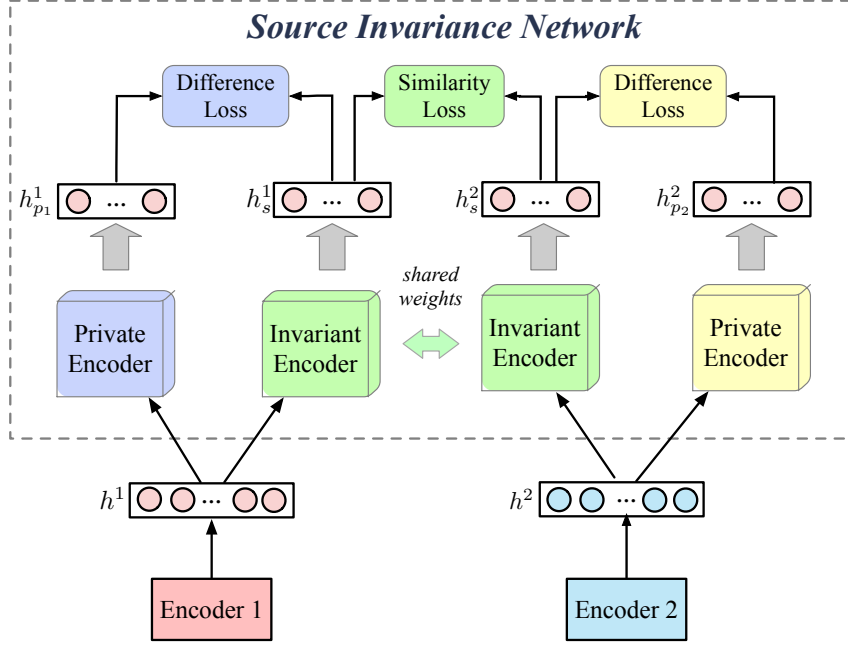 Source Invariance Network
Difference
Loss
Similarity
Loss
Difference
Loss
h^1_{p_1}
...
h^1_s
...
h^2_s
...
h^2_{p_2}
...
shared
weights
Private
Encoder
Invariant
Encoder
Invariant
Encoder
Private
Encoder
h^1
...
h^2
...
Encoder 1
Encoder 2